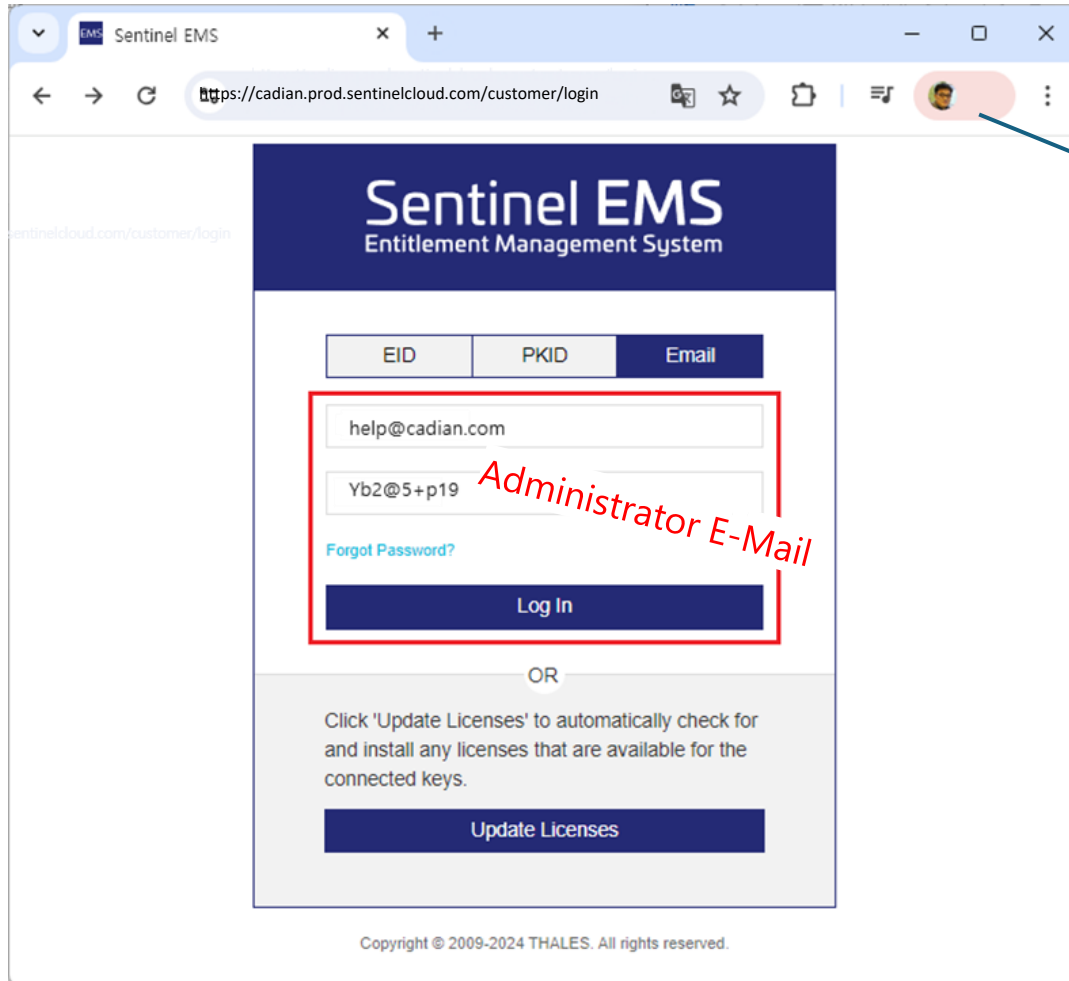 EMS Sentinel EMS
https://cadian.prod.sentinelcloud.com/customer/login
Sentinel EMS
Entitlement Management System
sentinelcloud.com/customer/login
EID PKID Email
help@cadian.com
Yb2@5+p19
Administrator E-Mail
Forgot Password?
Log In
OR
Click 'Update Licenses' to automatically check for
and install any licenses that are available for the
connected keys.
Update Licenses
Copyright © 2009-2024 THALES. All rights reserved.